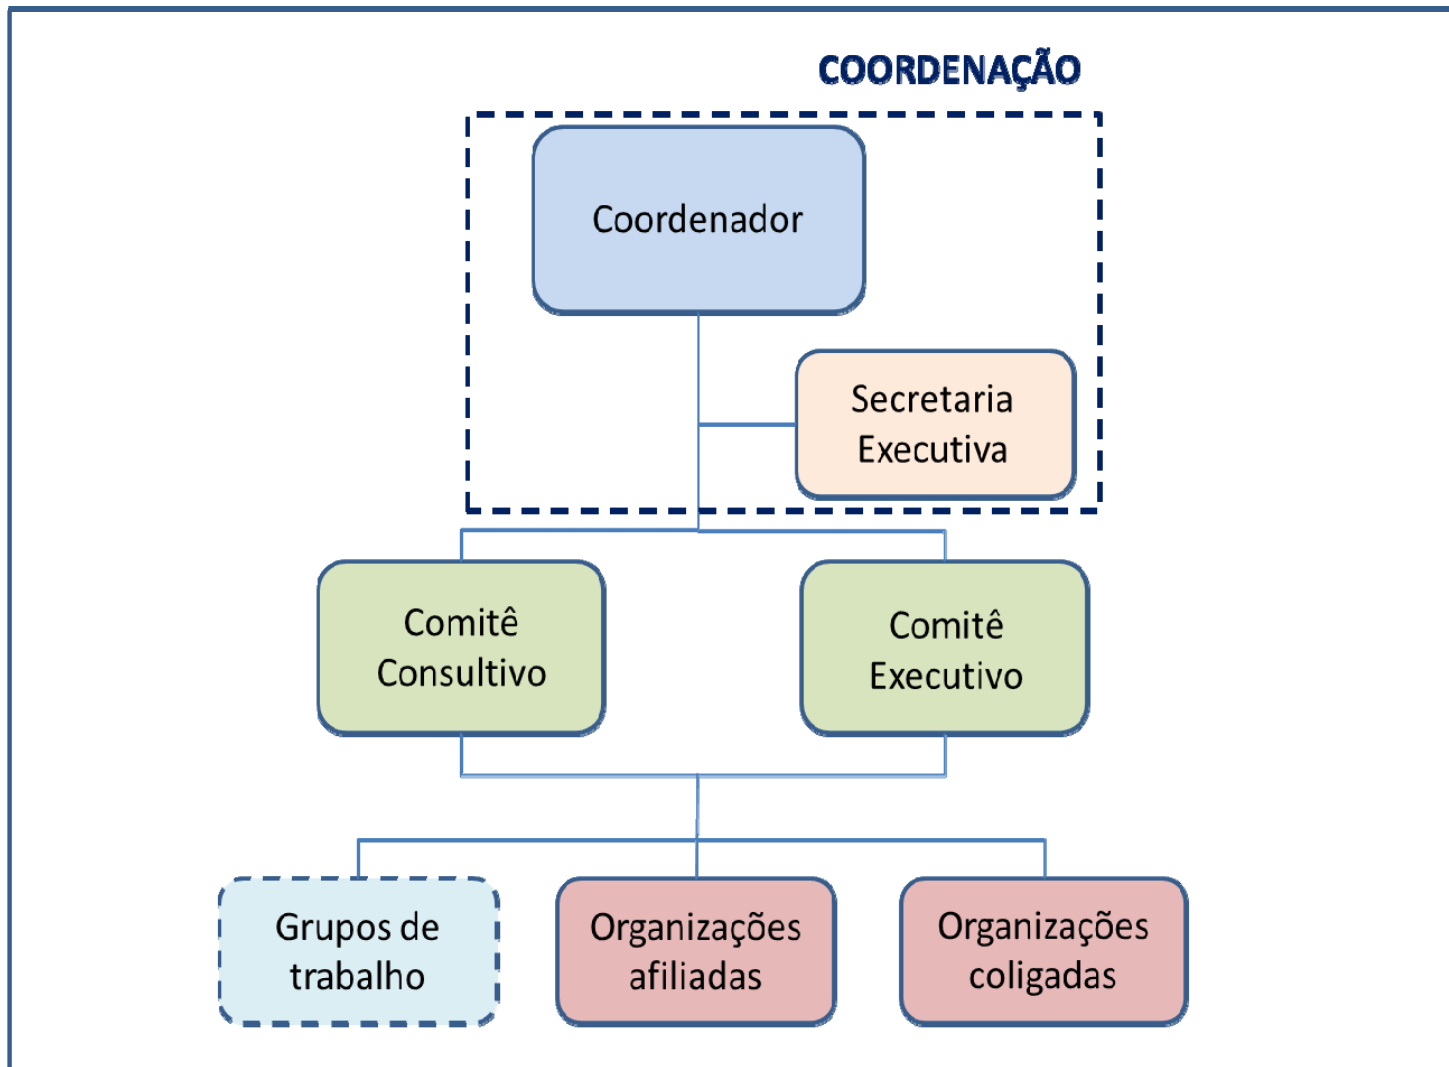 COORDENAÇÃO
Coordenador
Secretaria
Executiva
Comitê
Consultivo
Comitê
Executivo
Grupos de
trabalho
Organizações
afiliadas
Organizações
coligadas